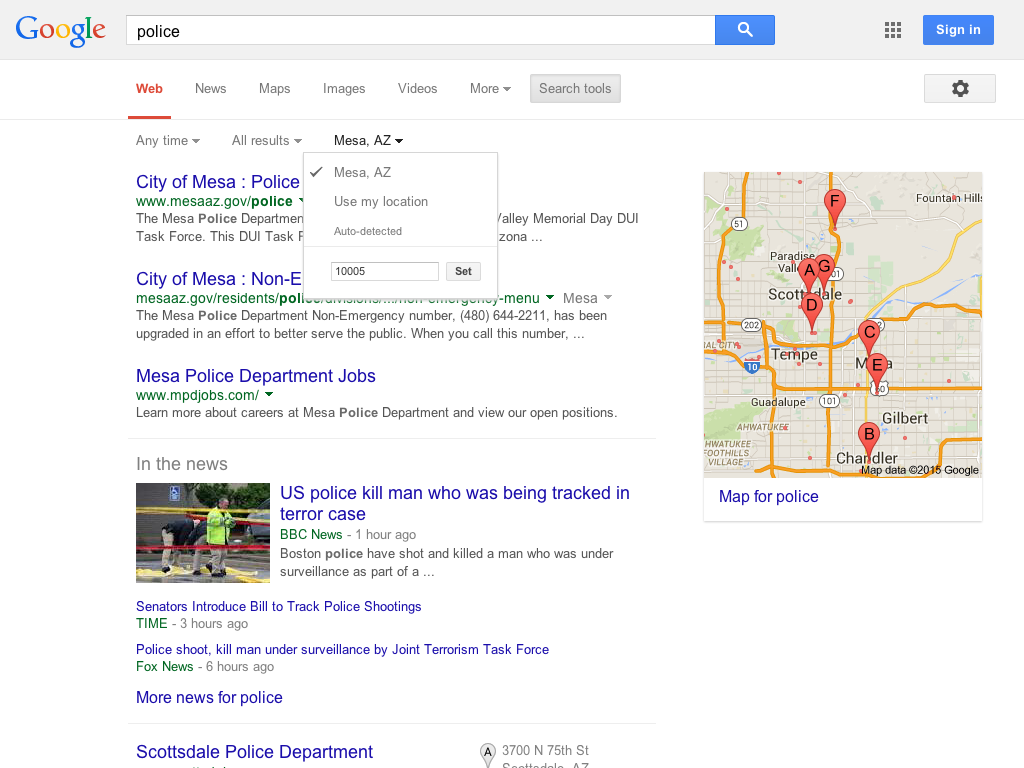 Google
police
Sign in
Web News Maps Images Videos More Search tools
Any time All results Mesa, AZ
Mesa, AZ
Use my location
Auto-detected
10005 Set
City of Mesa : Police
www.mesaaz.gov/police
The Mesa Police Valley Memorial Day DUI
Task Force. This DUI Task ...
City of Mesa :
mesaaz.gov/residents/ Mesa
The Mesa Police Department Non-Emergency number, (480) 644-2211, has been
upgraded in an effort to better serve the public. When you call this number, ...
Mesa Police Department Jobs
www.mpdjobs.com/
Learn more about careers at Mesa Police Department and view our open positions.
In the news
US police kill man who was being tracked in
terror case
BBC News - 1 hour ago
Boston police have shot and killed a man who was under
surveillance as part of a ...
Senators Introduce Bill to Track Police Shootings
TIME - 3 hours ago
Police shoot, kill man under surveillance by Joint Terrorism Task Force
Fox News - 6 hours ago
More news for police
Scottsdale Police Department
A 3700 N 75th St
Scottsdale, AZ
F
Fountain Hills
51
Paradise
Valley
A G
101
Scottsdale
D
202
C
Tempe Mesa
10
E
60
Guadalupe 101
Gilbert
AHWATUKEE
AHWATUKEE
FOOTHILLS
VILLAGE
B
Chandler
Map data ©2015 Google
Map for police